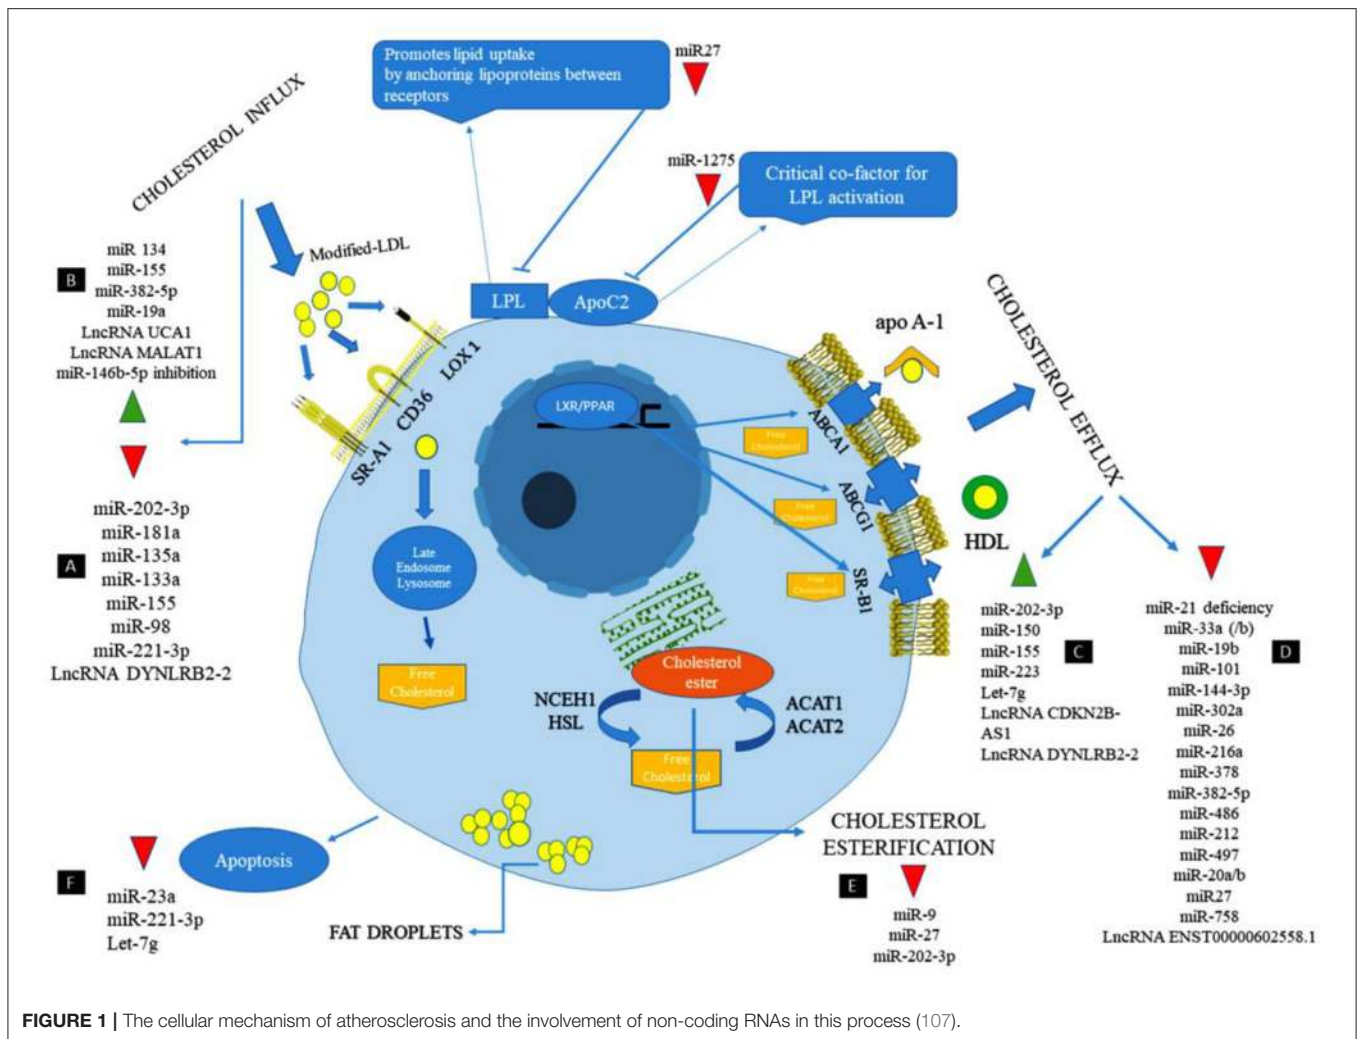 Promotes lipid uptake
by anchoring lipoproteins between
receptors
miR27
miR-1275
Critical co-factor for
LPL activation
CHOLESTEROL INFLUX
Modified-LDL
B
miR 134
miR-155
miR-382-5p
miR-19a
LncRNA UCA1
LncRNA MALAT1
miR-146b-5p inhibition
A
miR-202-3p
miR-181a
miR-135a
miR-133a
miR-155
miR-98
miR-221-3p
LncRNA DYNLRB2-2
LPL
ApoC2
LOX1
CD36
SR-A1
LXR/PPAR
Late
Endosome
Lysosome
Free
Cholesterol
Free
Cholesterol
ABCA1
Free
Cholesterol
ABCG1
Free
Cholesterol
SR-B1
apo A-1
HDL
CHOLESTEROL EFFLUX
Cholesterol
ester
NCEH1
HSL
ACAT1
ACAT2
Free
Cholesterol
C
miR-202-3p
miR-150
miR-155
miR-223
Let-7g
LncRNA CDKN2B-
AS1
LncRNA DYNLRB2-2
D
miR-21 deficiency
miR-33a (/b)
miR-19b
miR-101
miR-144-3p
miR-302a
miR-26
miR-216a
miR-378
miR-382-5p
miR-486
miR-212
miR-497
miR-20a/b
miR27
miR-758
LncRNA ENST00000602558.1
CHOLESTEROL
ESTERIFICATION
E
miR-9
miR-27
miR-202-3p
Apoptosis
F
miR-23a
miR-221-3p
Let-7g
FAT DROPLETS
FIGURE 1 | The cellular mechanism of atherosclerosis and the involvement of non-coding RNAs in this process (107).